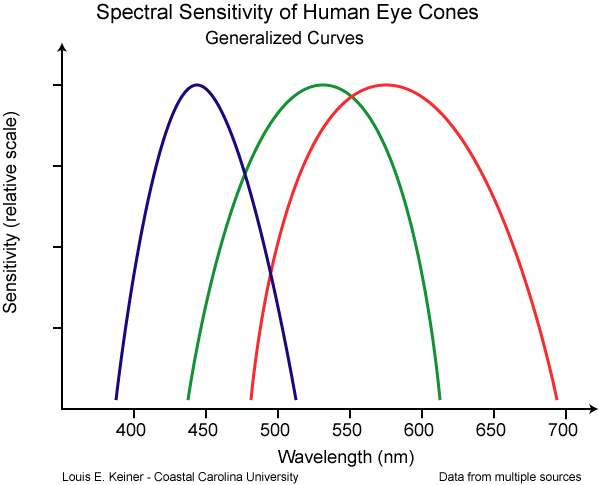 Spectral Sensitivity of Human Eye Cones
Generalized Curves
Sensitivity (relative scale)
400 450 500 550 600 650 700
Wavelength (nm)
Louis E. Keiner - Coastal Carolina University
Data from multiple sources